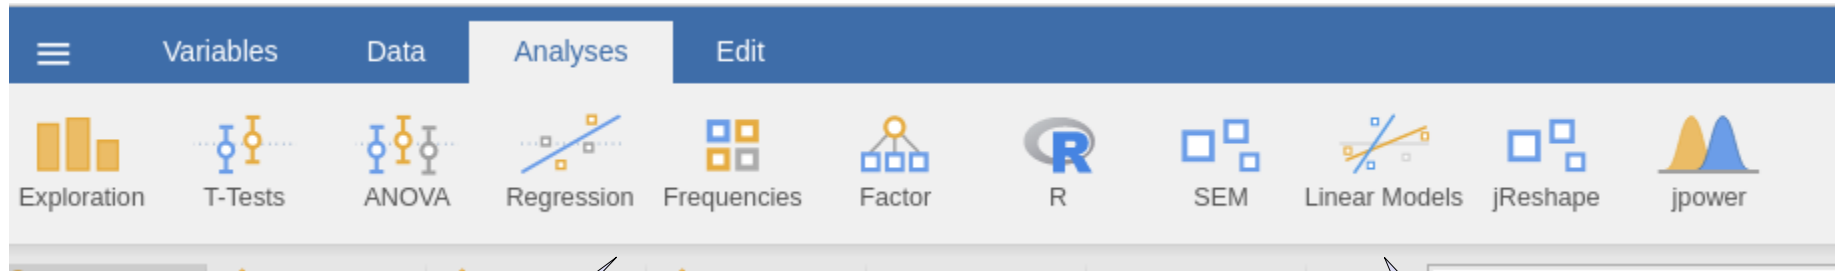 Variables Data Analyses Edit
Exploration T-Tests ANOVA Regression Frequencies Factor R SEM Linear Models jReshape jpower